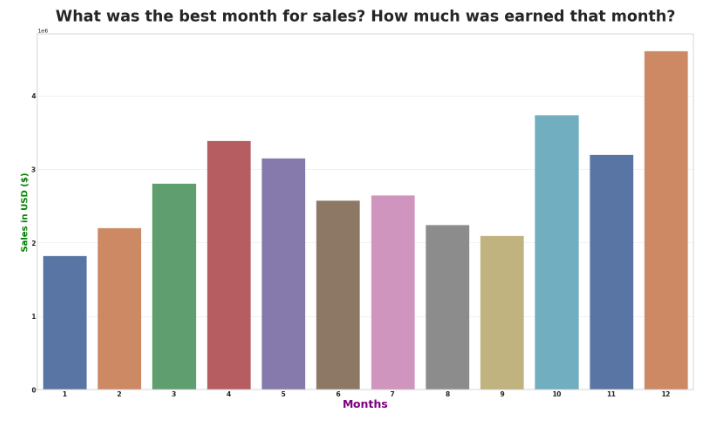 What was the best month for sales? How much was earned that month?
1e6
4
3
2
1
0
Sales in USD ($)
1 2 3 4 5 6 7 8 9 10 11 12
Months